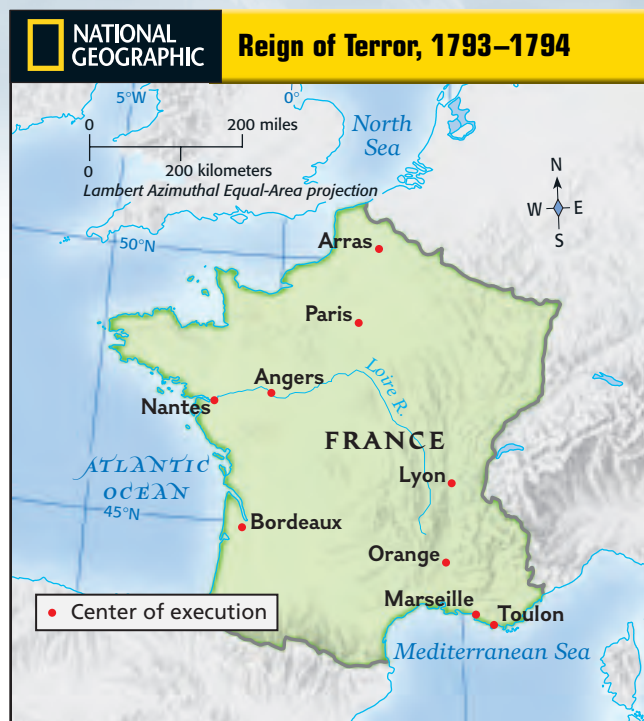 NATIONAL
GEOGRAPHIC
Reign of Terror, 1793–1794
5°W
0°
0
200 miles
0
200 kilometers
Lambert Azimuthal Equal-Area projection
North
Sea
N
W
E
S
50°N
Arras
Paris
Angers
Loire R.
Nantes
FRANCE
ATLANTIC
OCEAN
45°N
Lyon
Bordeaux
Orange
Center of execution
Marseille
Toulon
Mediterranean Sea